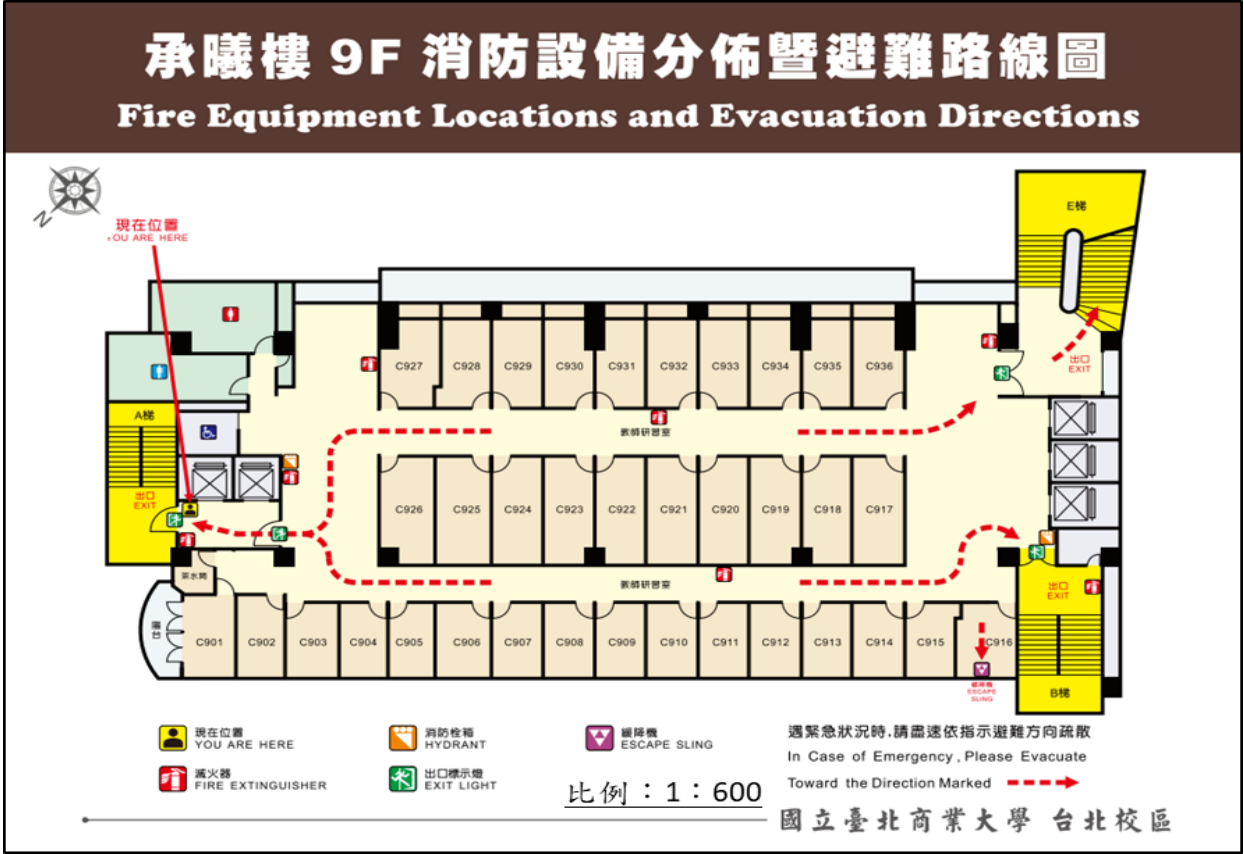 承曦樓 9F 消防設備分佈暨避難路線圖
Fire Equipment Locations and Evacuation Directions
N
現在位置
YOU ARE HERE
E梯
出口
EXIT
A梯
出口
EXIT
C927
C928
C929
C930
C931
C932
C933
C934
C935
C936
教師研習室
C926
C925
C924
C923
C922
C921
C920
C919
C918
C917
教師研習室
茶水間
陽台
C901
C902
C903
C904
C905
C906
C907
C908
C909
C910
C911
C912
C913
C914
C915
C916
緩降機
ESCAPE
SLING
出口
EXIT
B梯
現在位置
YOU ARE HERE
滅火器
FIRE EXTINGUISHER
消防栓箱
HYDRANT
出口標示燈
EXIT LIGHT
緩降機
ESCAPE SLING
比例：1：600
遇緊急狀況時,請盡速依指示避難方向疏散
In Case of Emergency, Please Evacuate
Toward the Direction Marked
國立臺北商業大學 台北校區